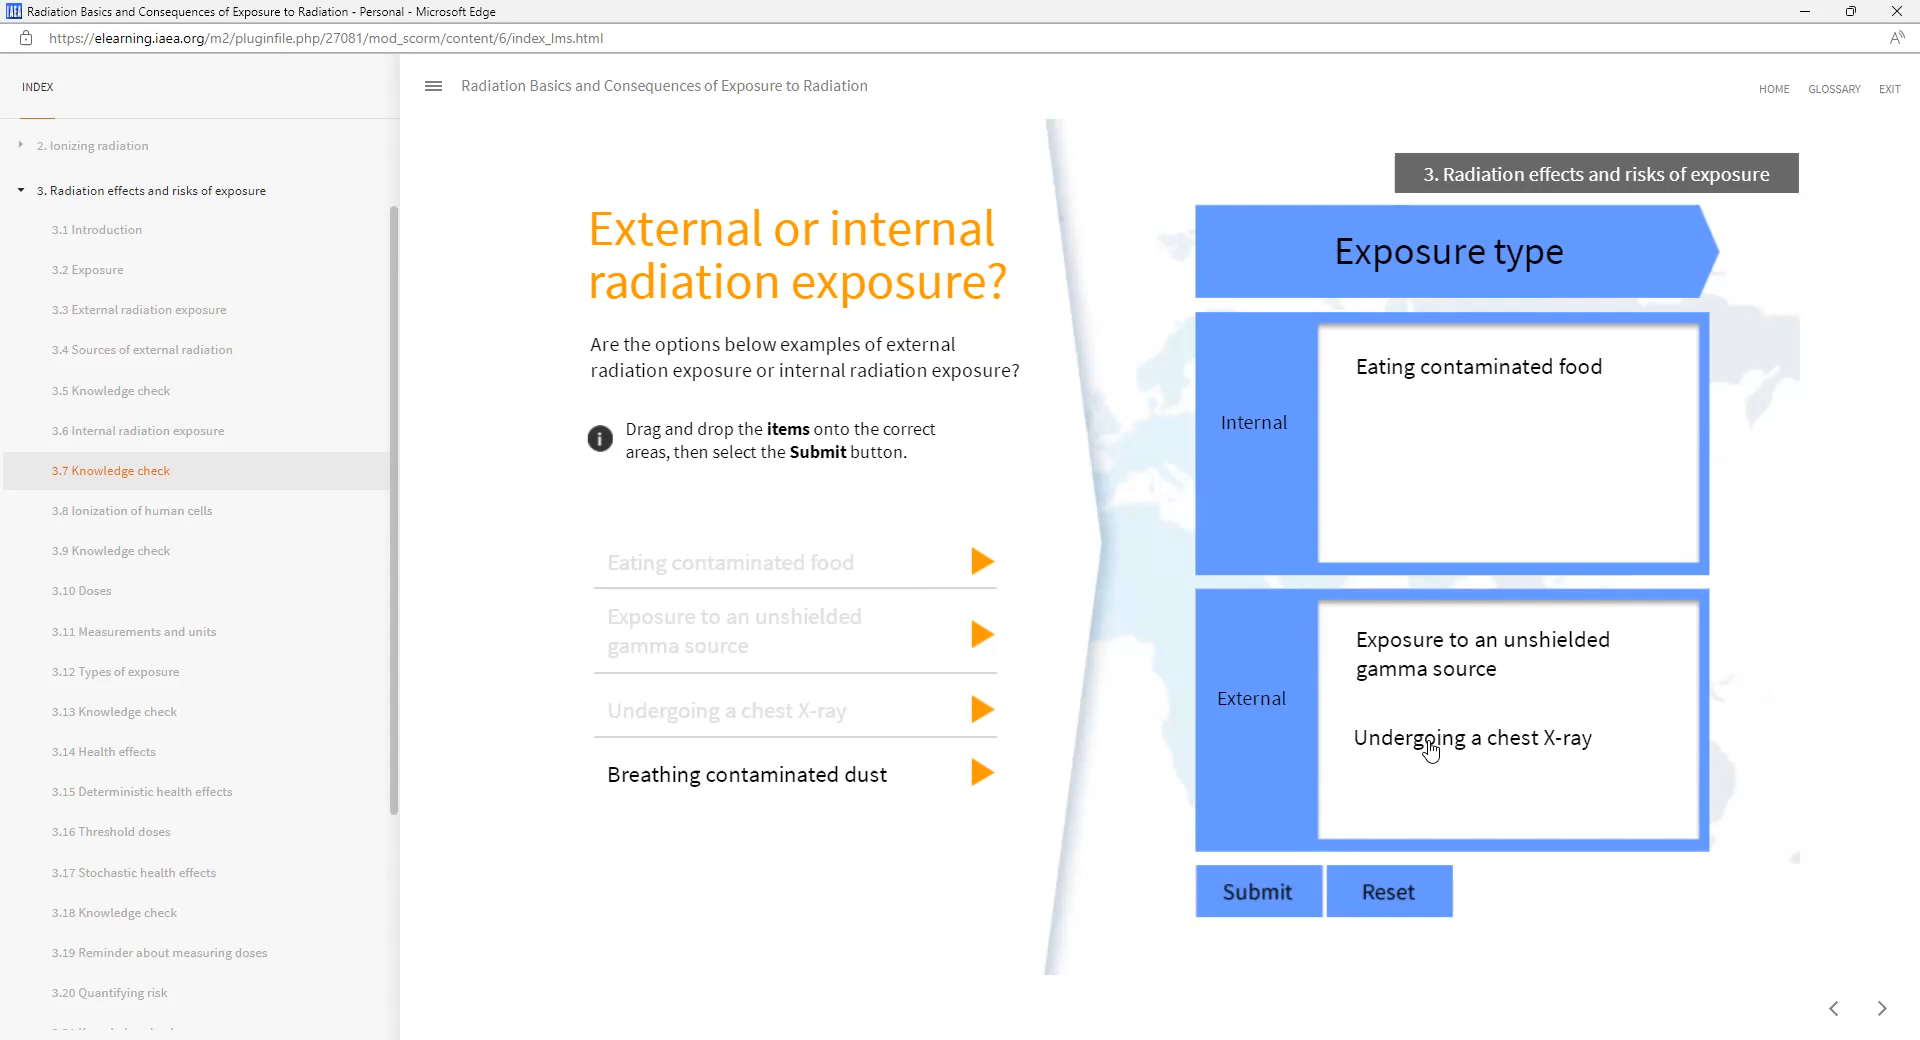 Radiation Basics and Consequences of Exposure to Radiation - Personal - Microsoft Edge
https://elearning.iaea.org/m2/pluginfile.php/27081/mod_scorm/content/6/index_lms.html
INDEX
2. Ionizing radiation
3. Radiation effects and risks of exposure
3.1 Introduction
3.2 Exposure
3.3 External radiation exposure
3.4 Sources of external radiation
3.5 Knowledge check
3.6 Internal radiation exposure
3.7 Knowledge check
3.8 Ionization of human cells
3.9 Knowledge check
3.10 Doses
3.11 Measurements and units
3.12 Types of exposure
3.13 Knowledge check
3.14 Health effects
3.15 Deterministic health effects
3.16 Threshold doses
3.17 Stochastic health effects
3.18 Knowledge check
3.19 Reminder about measuring doses
3.20 Quantifying risk
Radiation Basics and Consequences of Exposure to Radiation
HOME GLOSSARY EXIT
3. Radiation effects and risks of exposure
External or internal
radiation exposure?
Are the options below examples of external
radiation exposure or internal radiation exposure?
Drag and drop the items onto the correct
areas, then select the Submit button.
Eating contaminated food
Exposure to an unshielded
gamma source
Undergoing a chest X-ray
Breathing contaminated dust
Exposure type
Internal
Eating contaminated food
External
Exposure to an unshielded
gamma source
Undergoing a chest X-ray
Submit
Reset